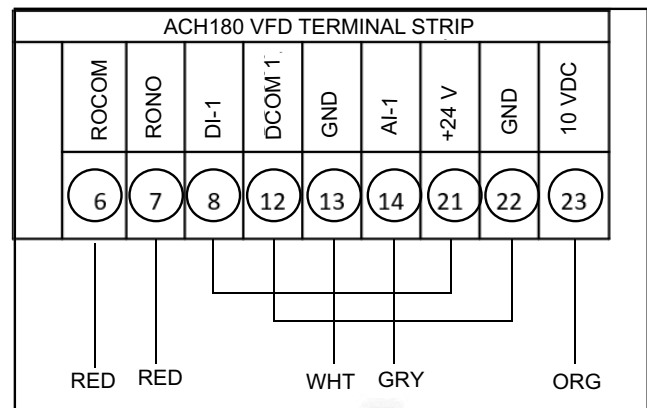 ACH180 VFD TERMINAL STRIP
ROCOM
RONO
DI-1
DCOM 1
GND
AI-1
+24 V
GND
10 VDC
6 7 8 12 13 14 21 22 23
RED RED WHT GRY ORG